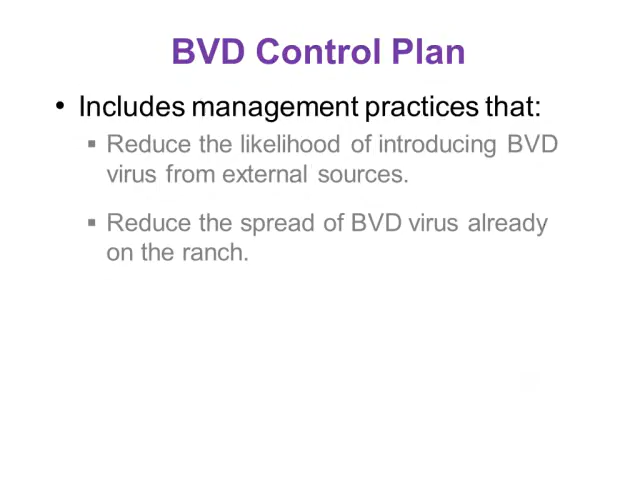 BVD Control Plan
• Includes management practices that:
▪ Reduce the likelihood of introducing BVD
virus from external sources.
▪ Reduce the spread of BVD virus already
on the ranch.